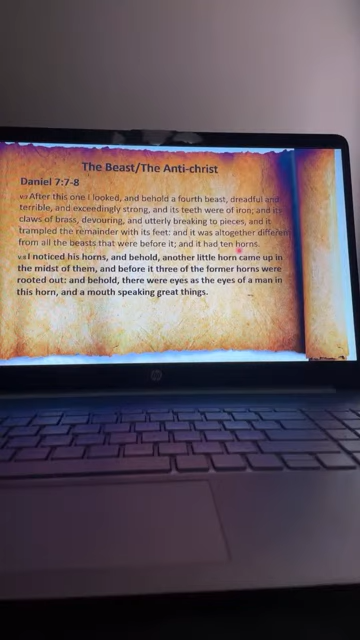 The Beast/The Anti-christ
Daniel 7:7-8
V:7 After this one I looked, and behold a fourth beast, dreadful and
terrible, and exceedingly strong, and its teeth were of iron; and its
claws of brass, devouring, and utterly breaking to pieces, and it
trampled the remainder with its feet: and it was altogether different
from all the beasts that were before it; and it had ten horns.
V:8 I noticed his horns, and behold, another little horn came up in
the midst of them, and before it three of the former horns were
rooted out: and behold, there were eyes as the eyes of a man in
this horn, and a mouth speaking great things.
hp